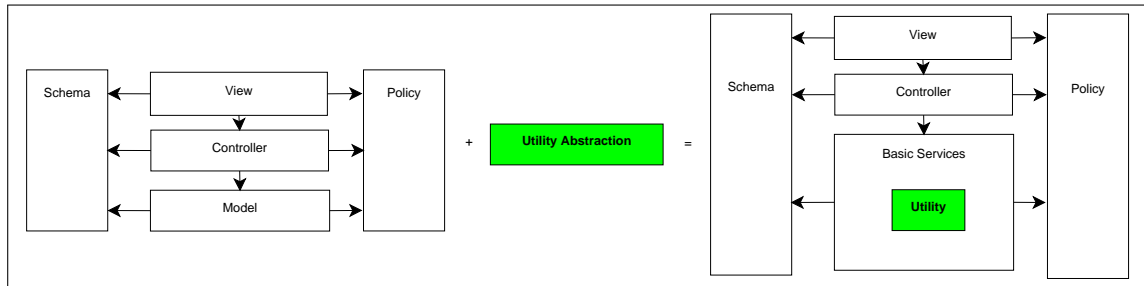 Schema
View
Controller
Model
Policy
+
Utility Abstraction
=
Schema
View
Controller
Basic Services
Utility
Policy